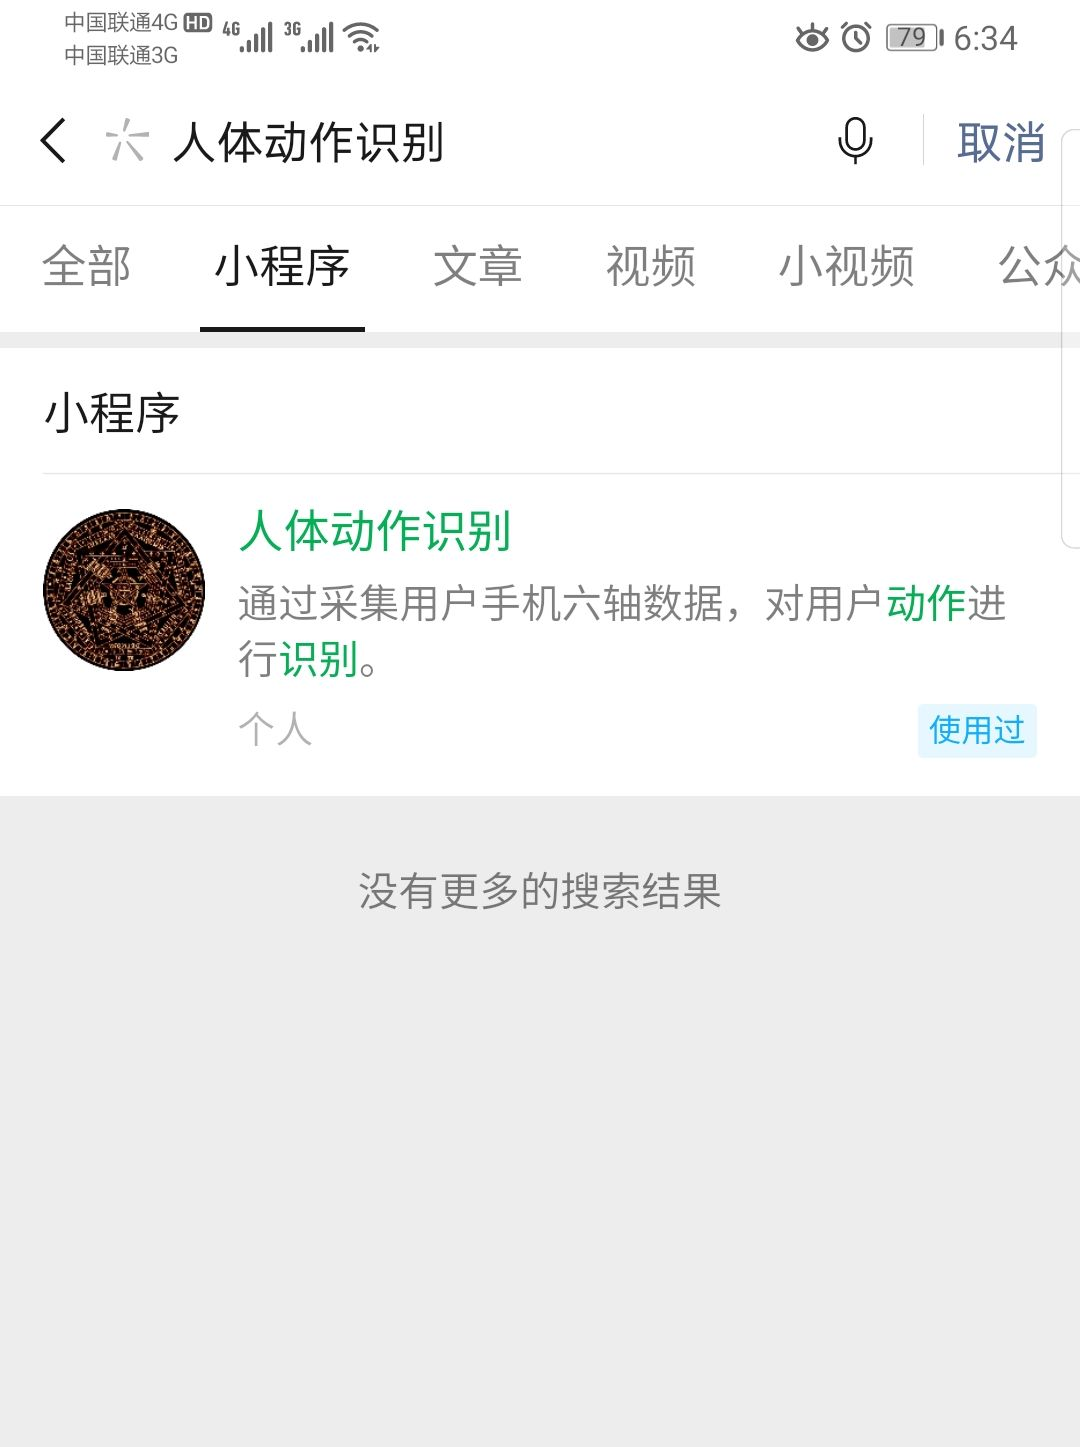 中国联通4G HD 4G 3G 79 6:34
中国联通3G
人体动作识别 取消
全部 小程序 文章 视频 小视频 公众
小程序
人体动作识别
通过采集用户手机六轴数据，对用户动作进
行识别。
个人 使用过
没有更多的搜索结果